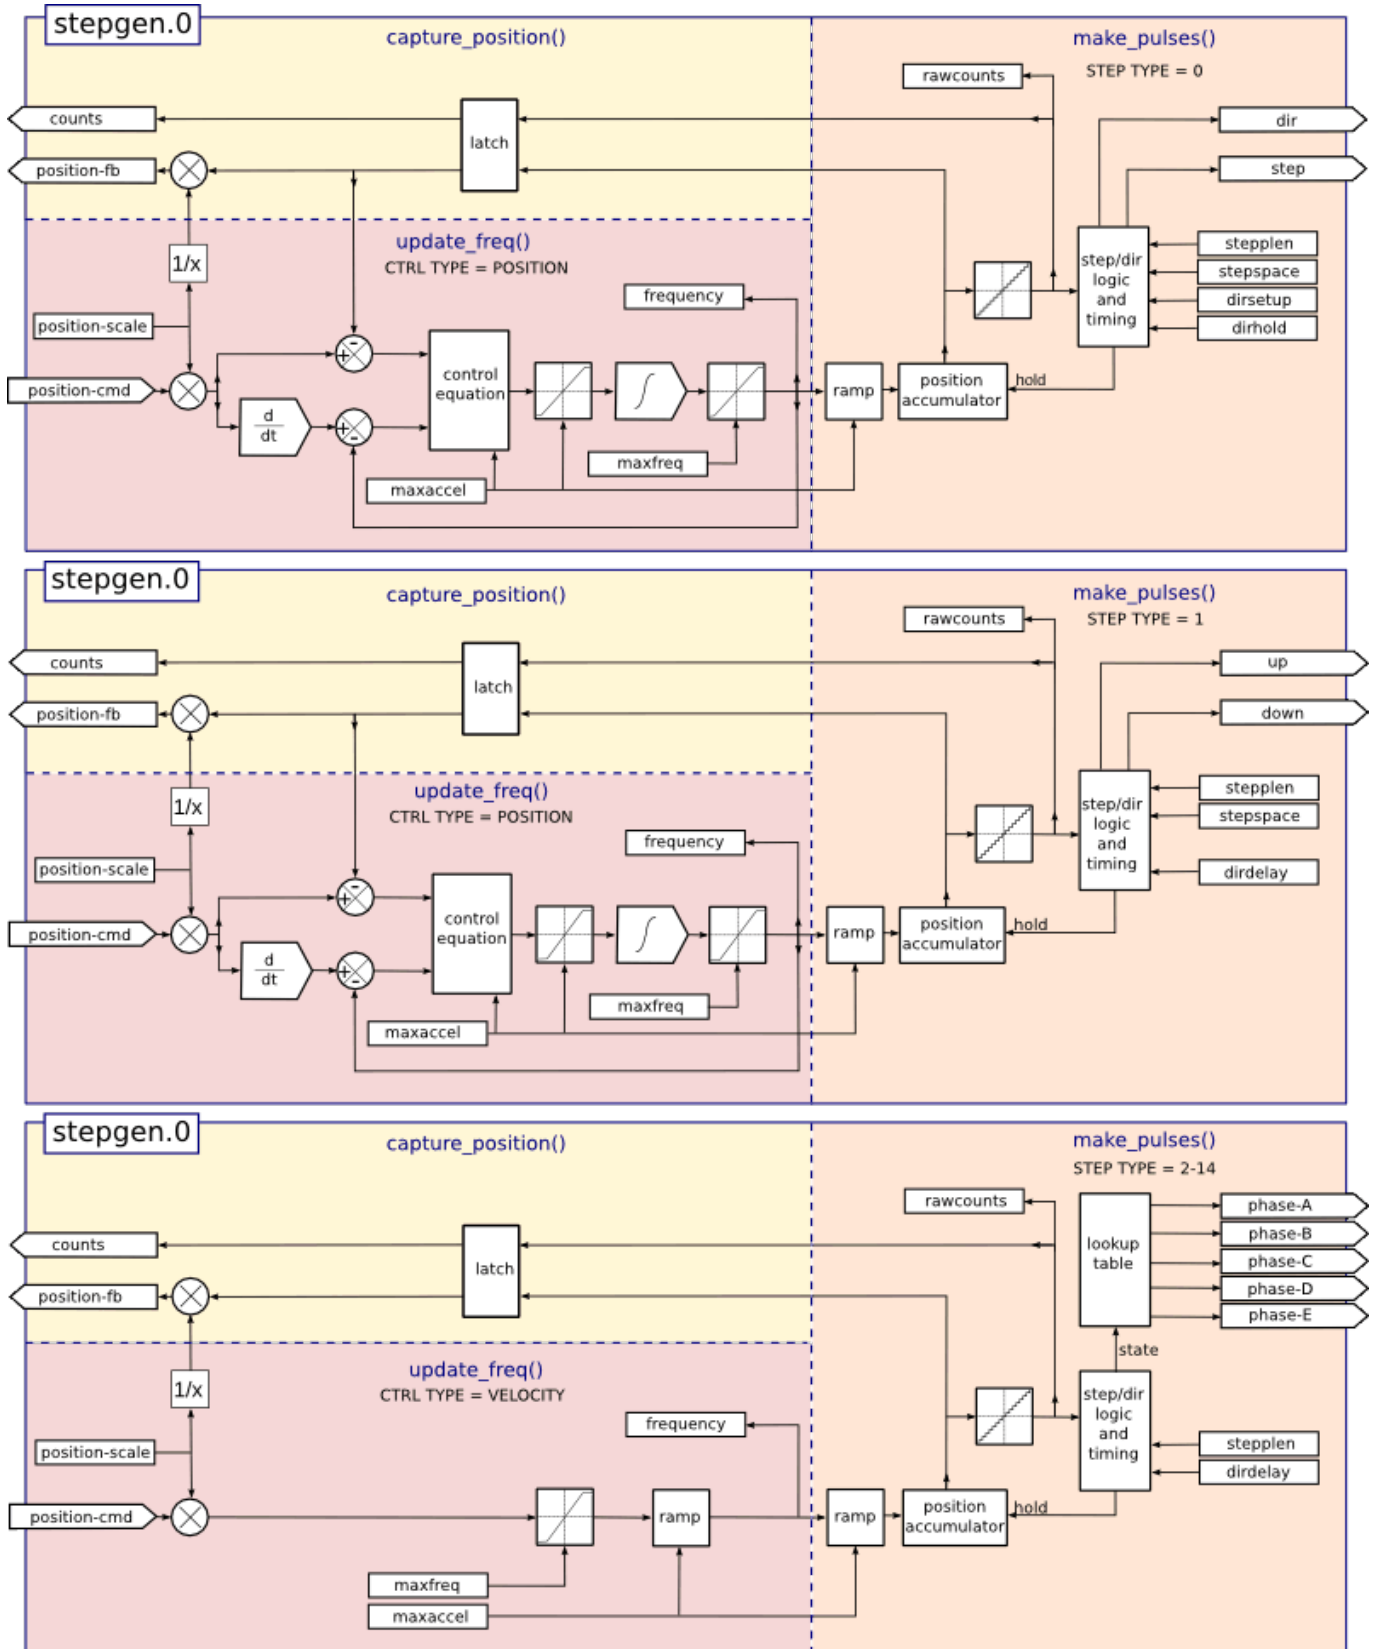 stepgen.0
capture_position()
make_pulses()
STEP TYPE = 0
rawcounts
counts
latch
dir
position-fb
step
update_freq()
CTRL TYPE = POSITION
1/x
frequency
position-scale
step/dir
logic
and
timing
stepplen
stepspace
dirsetup
dirhold
position-cmd
d
dt
+
-
+
-
control
equation
∫
maxfreq
maxaccel
ramp
position
accumulator
hold
stepgen.0
capture_position()
make_pulses()
STEP TYPE = 1
rawcounts
counts
latch
up
position-fb
down
update_freq()
CTRL TYPE = POSITION
1/x
frequency
position-scale
step/dir
logic
and
timing
stepplen
stepspace
dirdelay
position-cmd
d
dt
+
-
+
-
control
equation
∫
maxfreq
maxaccel
ramp
position
accumulator
hold
stepgen.0
capture_position()
make_pulses()
STEP TYPE = 2-14
rawcounts
counts
latch
position-fb
lookup
table
phase-A
phase-B
phase-C
phase-D
phase-E
state
update_freq()
CTRL TYPE = VELOCITY
1/x
frequency
position-scale
step/dir
logic
and
timing
stepplen
dirdelay
position-cmd
ramp
maxfreq
maxaccel
ramp
position
accumulator
hold